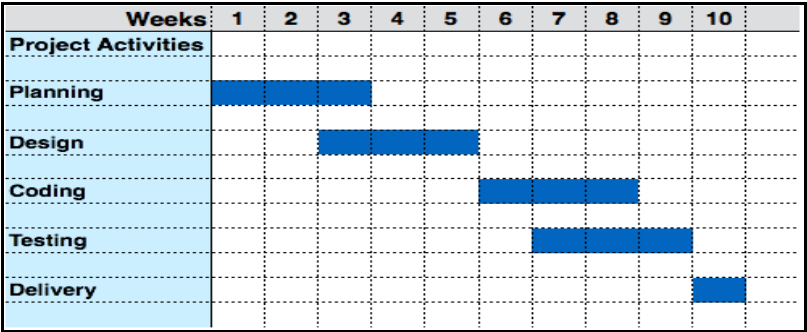 Weeks 1 2 3 4 5 6 7 8 9 10
Project Activities
Planning
Design
Coding
Testing
Delivery